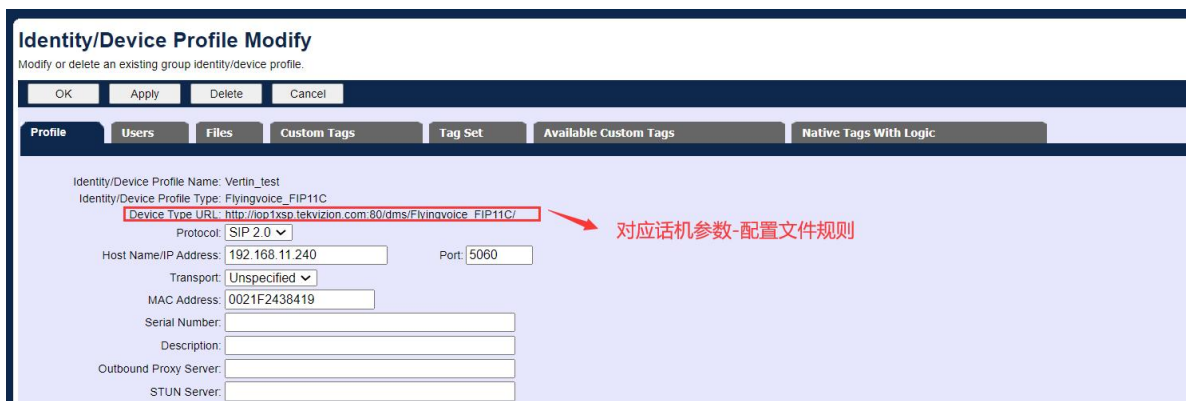 Identity/Device Profile Modify
Modify or delete an existing group identity/device profile.
OK Apply Delete Cancel
Profile Users Files Custom Tags Tag Set Available Custom Tags Native Tags With Logic
Identity/Device Profile Name: Vertin_test
Identity/Device Profile Type: Flyingvoice_FIP11C
Device Type URL: http://iop1xsp.tekvizion.com:80/dms/Flyingvoice_FIP11C/
对应话机参数-配置文件规则
Protocol: SIP 2.0
Host Name/IP Address: 192.168.11.240 Port: 5060
Transport: Unspecified
MAC Address: 0021F2438419
Serial Number:
Description:
Outbound Proxy Server:
STUN Server: